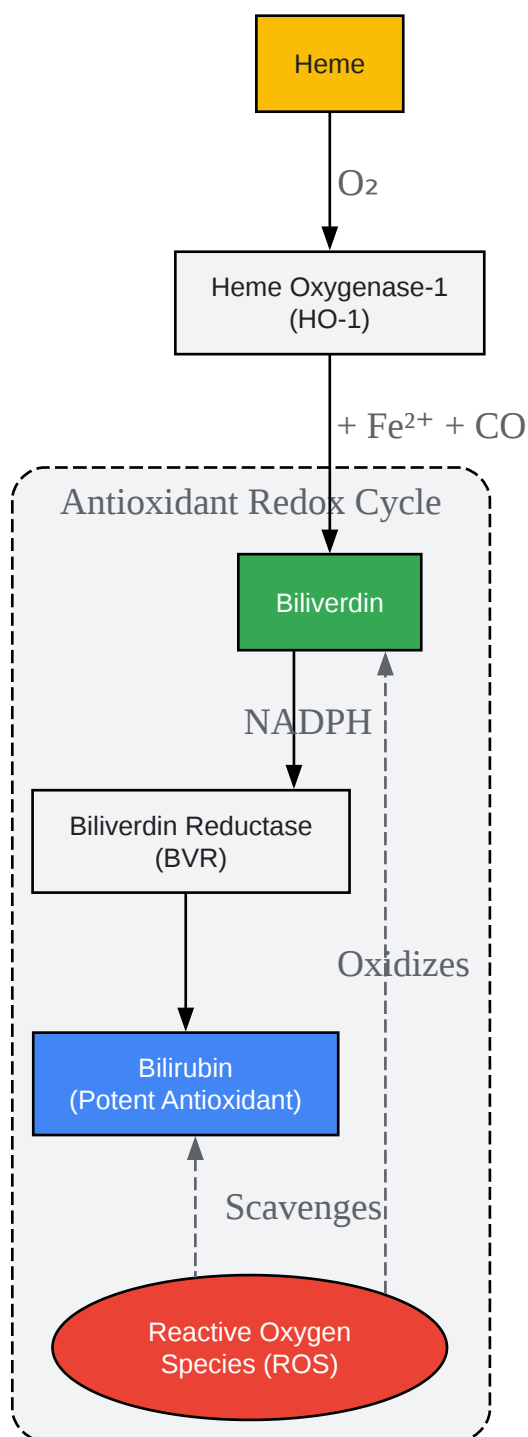 Heme
O₂
Heme Oxygenase-1
(HO-1)
+ Fe²⁺ + CO
Antioxidant Redox Cycle
Biliverdin
NADPH
Biliverdin Reductase
(BVR)
Oxidizes
Bilirubin
(Potent Antioxidant)
Scavenges
Reactive Oxygen
Species (ROS)